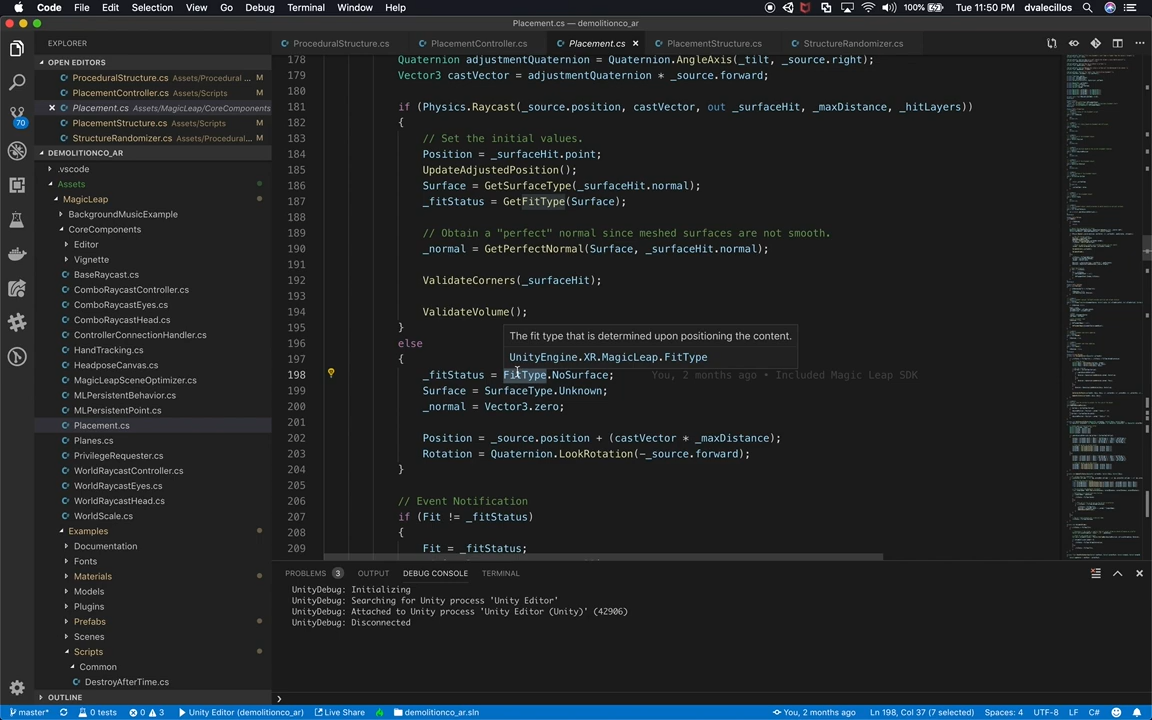 Code File Edit Selection View Go Debug Terminal Window Help
100% Tue 11:50 PM dvalecillos
Placement.cs — demolitionco_ar
EXPLORER
OPEN EDITORS
ProceduralStructure.cs Assets/Procedural ... M
PlacementController.cs Assets/Scripts M
Placement.cs Assets/MagicLeap/CoreComponents
PlacementStructure.cs Assets/Scripts M
StructureRandomizer.cs Assets/Procedural... M
DEMOLITIONCO_AR
.vscode
Assets
MagicLeap
BackgroundMusicExample
CoreComponents
Editor
Vignette
BaseRaycast.cs
ComboRaycastController.cs
ComboRaycastEyes.cs
ComboRaycastHead.cs
ControllerConnectionHandler.cs
HandTracking.cs
HeadposeCanvas.cs
MagicLeapSceneOptimizer.cs
MLPersistentBehavior.cs
MLPersistentPoint.cs
Placement.cs
Planes.cs
PrivilegeRequester.cs
WorldRaycastController.cs
WorldRaycastEyes.cs
WorldRaycastHead.cs
WorldScale.cs
Examples
Documentation
Fonts
Materials
Models
Plugins
Prefabs
Scenes
Scripts
Common
DestroyAfterTime.cs
OUTLINE
70
ProceduralStructure.cs PlacementController.cs Placement.cs PlacementStructure.cs StructureRandomizer.cs
178 Quaternion adjustmentQuaternion = Quaternion.AngleAxis(_tilt, _source.right);
179 Vector3 castVector = adjustmentQuaternion * _source.forward;
180
181 if (Physics.Raycast(_source.position, castVector, out _surfaceHit, _maxDistance, _hitLayers))
182 {
183 // Set the initial values.
184 Position = _surfaceHit.point;
185 UpdateAdjustedPosition();
186 Surface = GetSurfaceType(_surfaceHit.normal);
187 _fitStatus = GetFitType(Surface);
188
189 // Obtain a "perfect" normal since meshed surfaces are not smooth.
190 _normal = GetPerfectNormal(Surface, _surfaceHit.normal);
191
192 ValidateCorners(_surfaceHit);
193
194 ValidateVolume();
195 }
The fit type that is determined upon positioning the content.
196 else
UnityEngine.XR.MagicLeap.FitType
197 {
198 _fitStatus = FitType.NoSurface; You, 2 months ago • Included Magic Leap SDK
199 Surface = SurfaceType.Unknown;
200 _normal = Vector3.zero;
201
202 Position = _source.position + (castVector * _maxDistance);
203 Rotation = Quaternion.LookRotation(-_source.forward);
204 }
205
206 // Event Notification
207 if (Fit != _fitStatus)
208 {
209 Fit = _fitStatus;
PROBLEMS 3 OUTPUT DEBUG CONSOLE TERMINAL
UnityDebug: Initializing
UnityDebug: Searching for Unity process 'Unity Editor'
UnityDebug: Attached to Unity process 'Unity Editor (Unity)' (42906)
UnityDebug: Disconnected
master* 0 tests 0 3 Unity Editor (demolitionco_ar) Live Share demolitionco_ar.sln You, 2 months ago Ln 198, Col 37 (7 selected) Spaces: 4 UTF-8 LF C#